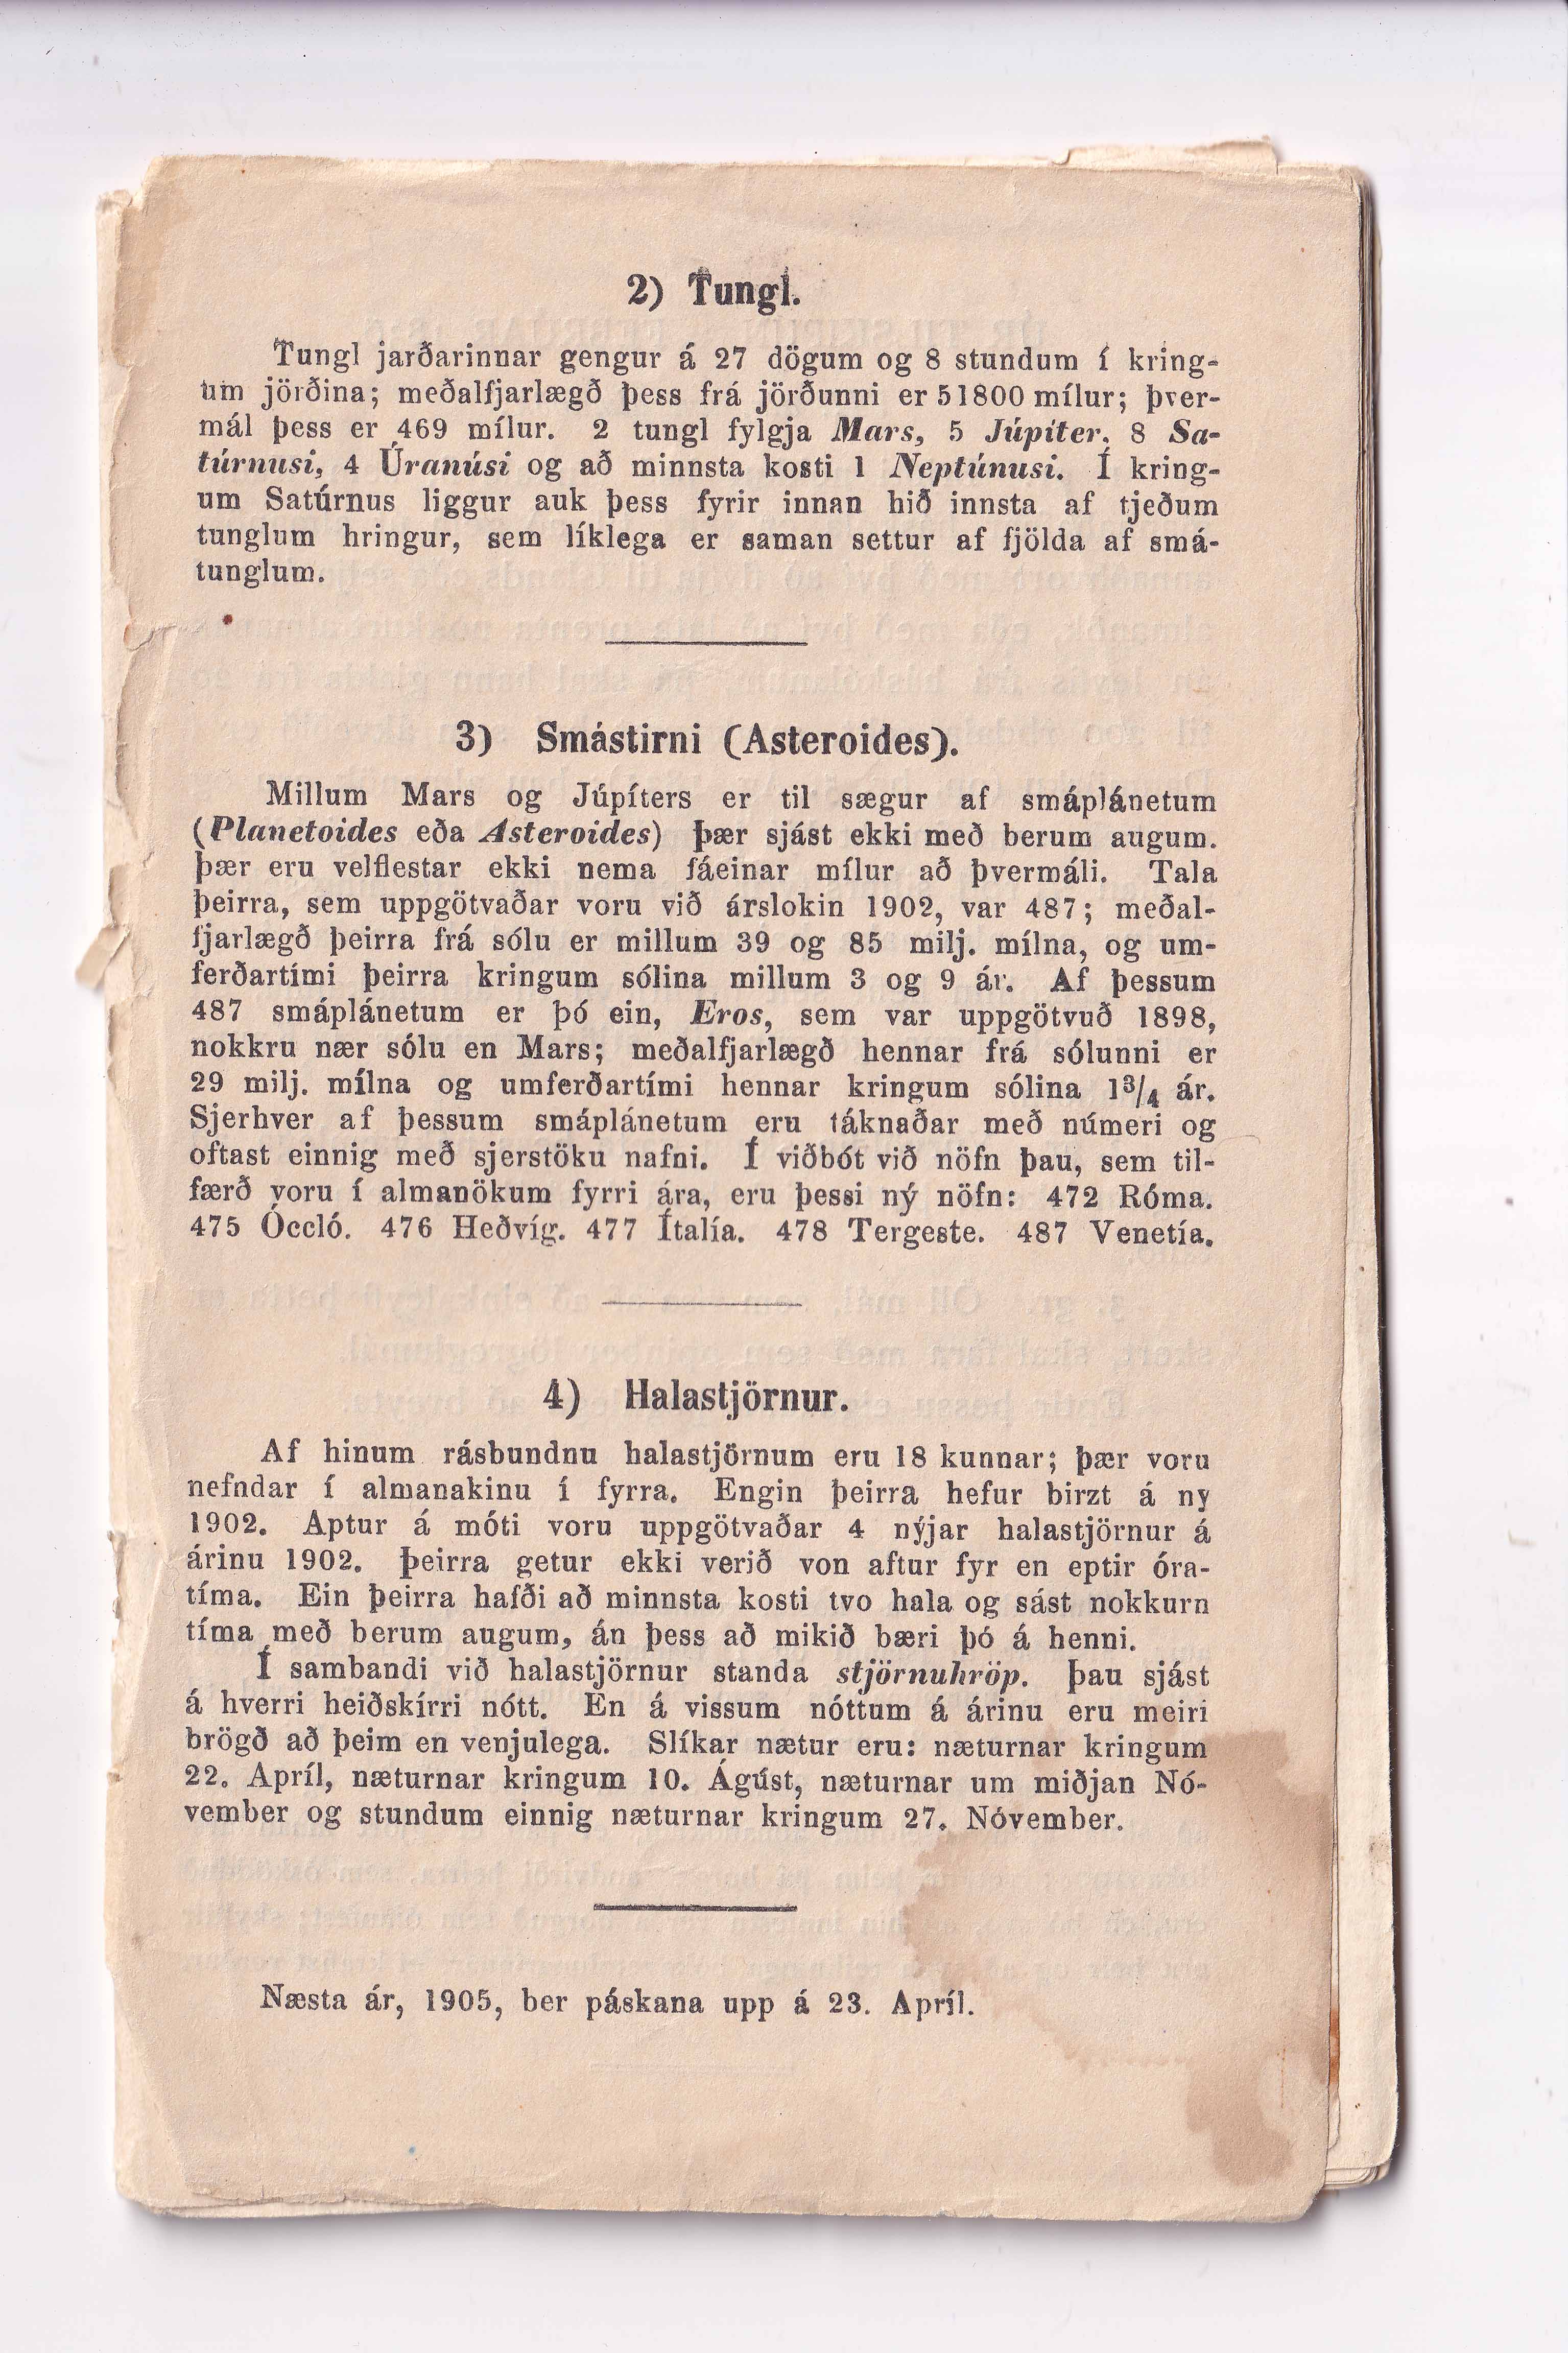 2) Tungl.
Tungl jarðarinnar gengur á 27 dögum og 8 stundum í kring-
um jörðina; meðalfjarlægð þess frá jörðunni er 51800 mílur; þver-
mál þess er 469 mílur. 2 tungl fylgja Mars, 5 Júpíter, 8 Sa-
túrnusi, 4 Úranúsi og að minnsta kosti 1 Neptúnusi. Í kring-
um Satúrnus liggur auk þess fyrir innan hið innsta af tjeðum
tunglum hringur, sem líklega er saman settur af fjölda af smá-
tunglum.
3) Smástirni (Asteroides).
Millum Mars og Júpíters er til sægur af smáplánetum
(Planetoides eða Asteroides) þær sjást ekki með berum augum.
þær eru velflestar ekki nema fáeinar mílur að þvermáli. Tala
þeirra, sem uppgötvaðar voru við árslokin 1902, var 487; meðal-
fjarlægð þeirra frá sólu er millum 39 og 85 milj. mílna, og um-
ferðartími þeirra kringum sólina millum 3 og 9 ár. Af þessum
487 smáplánetum er þó ein, Eros, sem var uppgötvuð 1898,
nokkru nær sólu en Mars; meðalfjarlægð hennar frá sólunni er
29 milj. mílna og umferðartími hennar kringum sólina 1³/₄ ár.
Sjerhver af þessum smáplánetum eru táknaðar með númeri og
oftast einnig með sjerstöku nafni. Í viðbót við nöfn þau, sem til-
færð voru í almanökum fyrri ára, eru þessi ný nöfn: 472 Róma.
475 Óccló. 476 Heðvíg. 477 Ítalía. 478 Tergeste. 487 Venetía.
4) Halastjörnur.
Af hinum rásbundnu halastjörnum eru 18 kunnar; þær voru
nefndar í almanakinu í fyrra. Engin þeirra hefur birzt á ny
1902. Aptur á móti voru uppgötvaðar 4 nýjar halastjörnur á
árinu 1902. þeirra getur ekki verið von aftur fyr en eptir óra-
tíma. Ein þeirra hafði að minnsta kosti tvo hala og sást nokkurn
tíma með berum augum, án þess að mikið bæri þó á henni.
Í sambandi við halastjörnur standa stjörnuhröp. þau sjást
á hverri heiðskírri nótt. En á vissum nóttum á árinu eru meiri
brögð að þeim en venjulega. Slíkar nætur eru: næturnar kringum
22. Apríl, næturnar kringum 10. Ágúst, næturnar um miðjan Nó-
vember og stundum einnig næturnar kringum 27. Nóvember.
Næsta ár, 1905, ber páskana upp á 23. Apríl.